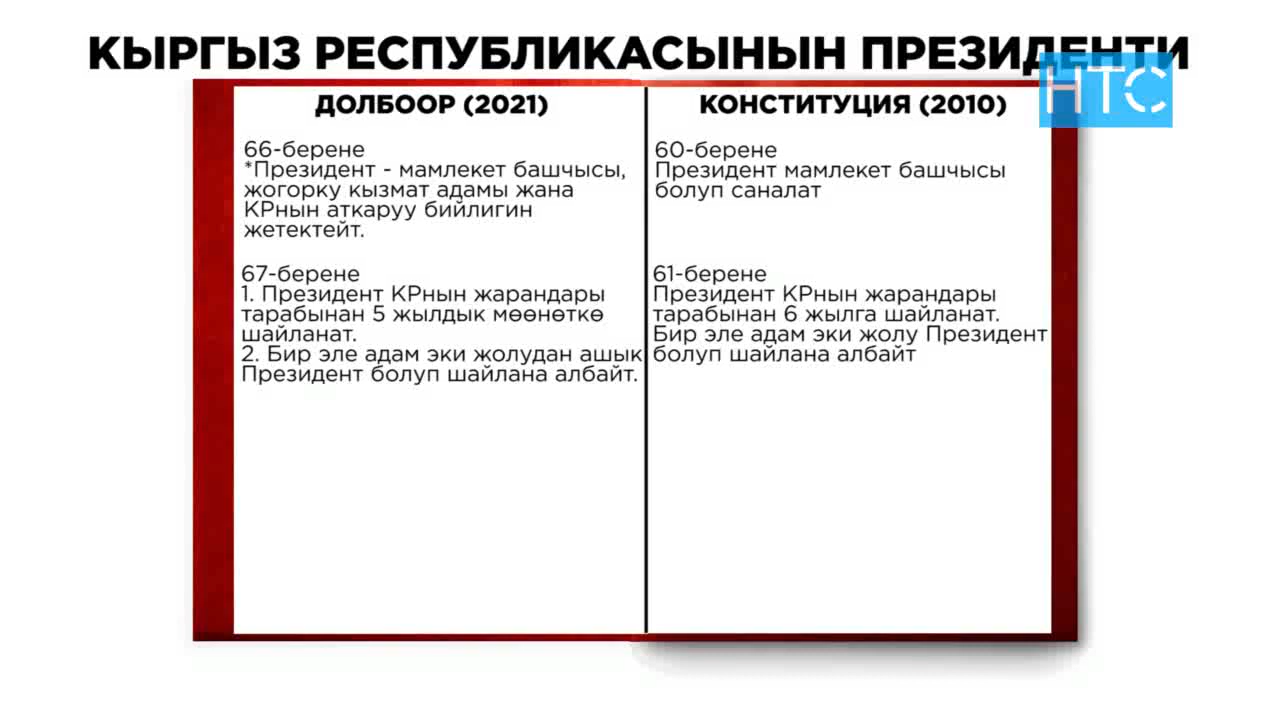 КЫРГЫЗ РЕСПУБЛИКАСЫНЫН ПРЕЗИДЕНТИ
НТС
ДОЛБООР (2021)
66-берене
*Президент - мамлекет башчысы,
жогорку кызмат адамы жана
КРнын аткаруу бийлигин
жетектейт.
67-берене
1. Президент КРнын жарандары
тарабынан 5 жылдык мөөнөткө
шайланат.
2. Бир эле адам эки жолудан ашык
Президент болуп шайлана албайт.
КОНСТИТУЦИЯ (2010)
60-берене
Президент мамлекет башчысы
болуп саналат
61-берене
Президент КРнын жарандары
тарабынан 6 жылга шайланат.
Бир эле адам эки жолу Президент
болуп шайлана албайт